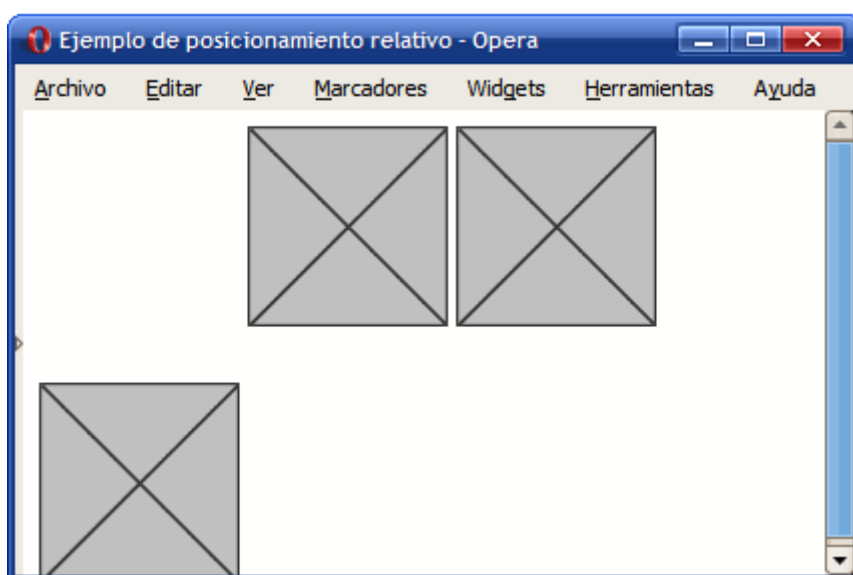 Ejemplo de posicionamiento relativo - Opera
Archivo Editar Ver Marcadores Widgets Herramientas Ayuda